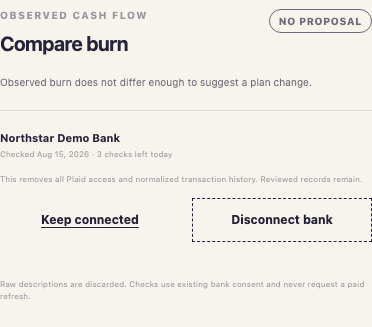 OBSERVED CASH FLOW
NO PROPOSAL
Compare burn
Observed burn does not differ enough to suggest a plan change.
Northstar Demo Bank
Checked Aug 15, 2026 · 3 checks left today
This removes all Plaid access and normalized transaction history. Reviewed records remain.
Keep connected
Disconnect bank
Raw descriptions are discarded. Checks use existing bank consent and never request a paid
refresh.